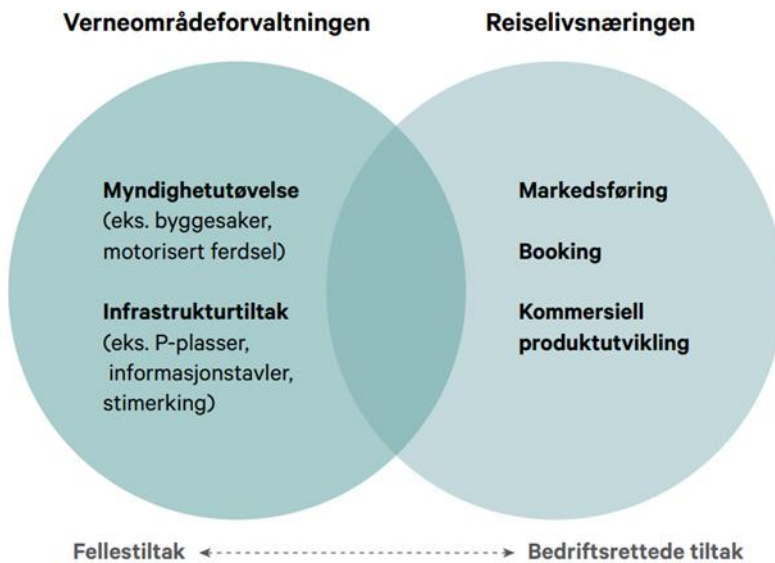 Verneområdeforvaltningen
Reiselivsnæringen
Myndighetutøvelse
(eks. byggesaker,
motorisert ferdsel)
Infrastrukturtiltak
(eks. P-plasser,
informasjonstavler,
stimerking)
Markedsføring
Booking
Kommersiell
produktutvikling
Fellestiltak
Bedriftsrettede tiltak